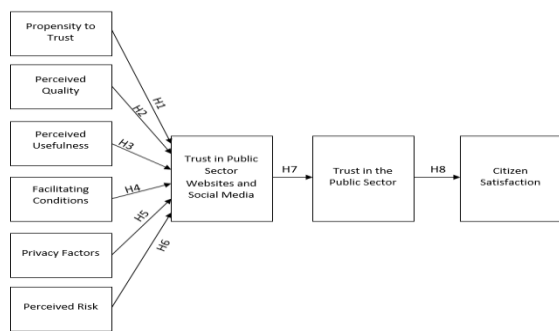 Propensity to
Trust
H1
Perceived
Quality
H2
Perceived
Usefulness
H3
Facilitating
Conditions
H4
Privacy Factors
H5
Perceived Risk
H6
Trust in Public
Sector
Websites and
Social Media
H7
Trust in the
Public Sector
H8
Citizen
Satisfaction